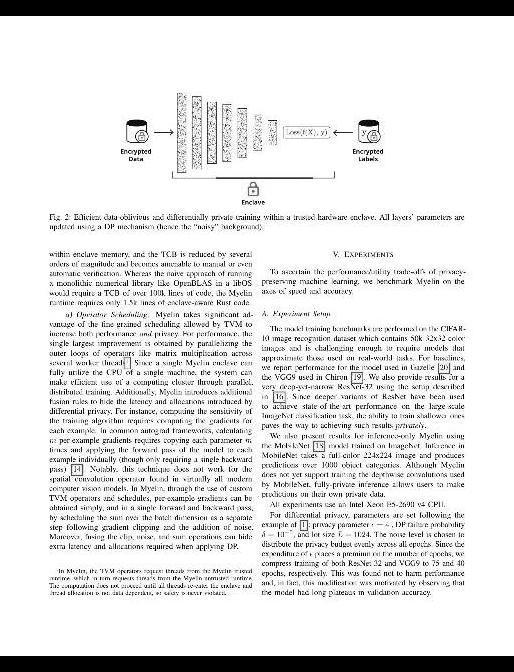 Encrypted
Data
Loss(f(X), y)
y
Encrypted
Labels
Enclave
Fig. 2: Efficient data-oblivious and differentially private training within a trusted hardware enclave. All layers' parameters are
updated using a DP mechanism (hence the "noisy" background).
within enclave memory, and the TCB is reduced by several
orders of magnitude and becomes amenable to manual or even
automatic verification. Whereas the naive approach of running
a monolithic numerical library like OpenBLAS in a libOS
would require a TCB of over 100k lines of code, the Myelin
runtime requires only 1.5k lines of enclave-aware Rust code.
a) Operator Scheduling: Myelin takes significant ad-
vantage of the fine-grained scheduling allowed by TVM to
increase both performance and privacy. For performance, the
single largest improvement is obtained by parallelizing the
outer loops of operators like matrix multiplication across
several worker threads. Since a single Myelin enclave can
fully utilize the CPU of a single machine, the system can
make efficient use of a computing cluster through parallel,
distributed training. Additionally, Myelin introduces additional
fusion rules to hide the latency and allocations introduced by
differential privacy. For instance, computing the sensitivity of
the training algorithm requires computing the gradients for
each example. In common autograd frameworks, calculating
m per-example gradients requires copying each parameter m
times and applying the forward pass of the model to each
example individually (though only requiring a single backward
pass) [14]. Notably, this technique does not work for the
spatial convolution operator found in virtually all modern
computer vision models. In Myelin, through the use of custom
TVM operators and schedules, per-example gradients can be
obtained simply, and in a single forward and backward pass,
by scheduling the sum over the batch dimension as a separate
step following gradient clipping and the addition of noise.
Moreover, fusing the clip, noise, and sum operations can hide
extra latency and allocations required when applying DP.
In Myelin, the TVM operators request threads from the Myelin trusted
runtime, which in turn requests threads from the Myelin untrusted runtime.
The computation does not proceed until all threads re-enter the enclave and
thread allocation is not data dependent, so safety is never violated.
V. EXPERIMENTS
To ascertain the performance/utility trade-offs of privacy-
preserving machine learning, we benchmark Myelin on the
axes of speed and accuracy.
A. Experiment Setup
The model training benchmarks are performed on the CIFAR-
10 image recognition dataset which contains 60k 32x32 color
images and is challenging enough to require models that
approximate those used on real-world tasks. For baselines,
we report performance for the model used in Gazelle [20] and
the VGG9 used in Chiron [19]. We also provide results for a
very deep-yet-narrow ResNet-32 using the setup described
in [16]. Since deeper variants of ResNet have been used
to achieve state-of-the-art performance on the large-scale
ImageNet classification task, the ability to train shallower ones
paves the way to achieving such results privately.
We also present results for inference-only Myelin using
the MobileNet [18] model trained on ImageNet. Inference in
MobileNet takes a full-color 224x224 image and produces
predictions over 1000 object categories. Although Myelin
does not yet support training the depthwise convolutions used
by MobileNet, fully-private inference allows users to make
predictions on their own private data.
All experiments use an Intel Xeon E5-2690 v4 CPU.
For differential privacy, parameters are set following the
example of [1]: privacy parameter ε = , DP failure probability
δ = 10, and lot size L = 1024. The noise level is chosen to
distribute the privacy budget evenly across all epochs. Since the
expenditure of ε places a premium on the number of epochs, we
compress training of both ResNet-32 and VGG9 to 75 and 40
epochs, respectively. This was found not to harm performance
and, in fact, this modification was motivated by observing that
the model had long plateaus in validation accuracy.